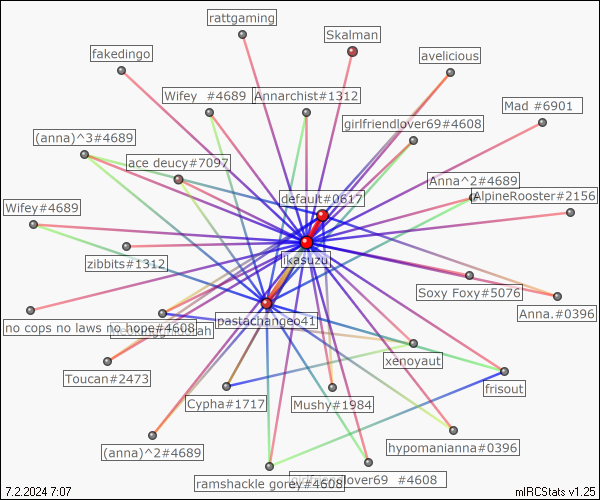 rattgaming
Skalman
fakedingo
avelicious
Wifey #4689
Annarchist#1312
Mad #6901
girlfriendlover69#4608
(anna)^3#4689
ace deucy#7097
Anna^2#4689
AlpineRooster#2156
default#0617
Wifey#4689
Ikasuzu
zibbits#1312
Soxy Foxy#5076
Anna.#0396
pastachangeo41
no cops no laws no hope#4608
xenoyaut
Toucan#2473
frisout
Cypha#1717
Mushy#1984
hypomanianna#0396
(anna)^2#4689
ramshackle gorey#4608
girlfriendlover69 #4608
7.2.2024 7:07
mIRCStats v1.25